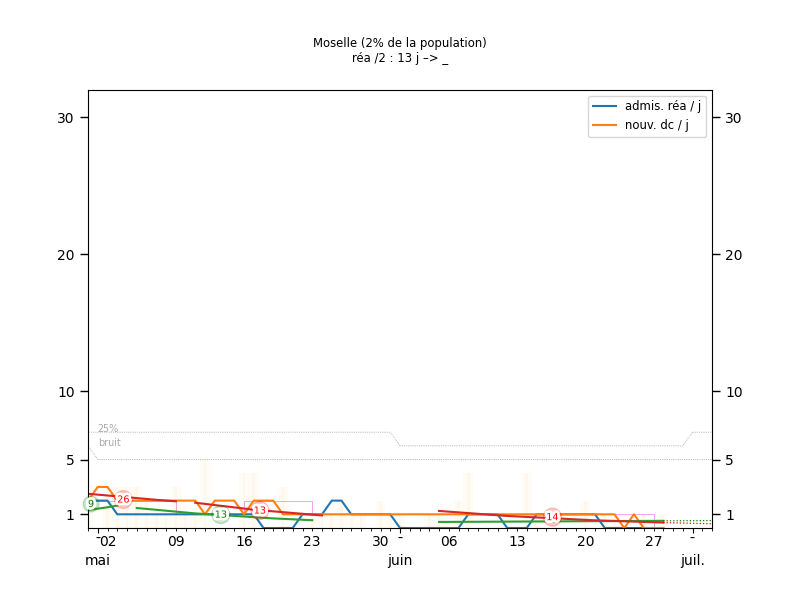 Moselle (2% de la population)
réa /2 : 13 j –> _
admis. réa / j
nouv. dc / j
30 30
20 20
10 10
25%
bruit
5 5
9 26 13 13 14
1 1
02 09 16 23 30 - 06 13 20 27 -
mai juin juil.